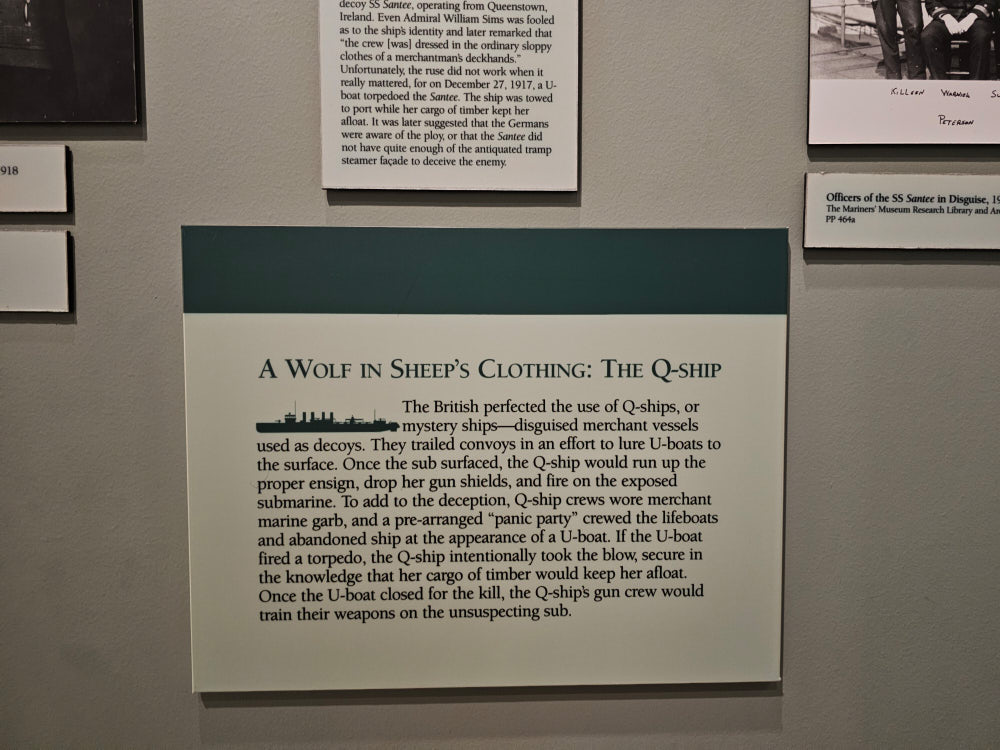 decoy SS Santee, operating from Queenstown,
Ireland. Even Admiral William Sims was fooled
as to the ship's identity and later remarked that
"the crew [was] dressed in the ordinary sloppy
clothes of a merchantman's deckhands."
Unfortunately, the ruse did not work when it
really mattered, for on December 27, 1917, a U-
boat torpedoed the Santee. The ship was towed
to port while her cargo of timber kept her
afloat. It was later suggested that the Germans
were aware of the ploy, or that the Santee did
not have quite enough of the antiquated tramp
steamer façade to deceive the enemy.
918
KILLEEN WARWICK
PETERSON
Officers of the SS Santee in Disguise, 19
The Mariners' Museum Research Library and Ar
PP 464a
A WOLF IN SHEEP'S CLOTHING: THE Q-SHIP
The British perfected the use of Q-ships, or
mystery ships—disguised merchant vessels
used as decoys. They trailed convoys in an effort to lure U-boats to
the surface. Once the sub surfaced, the Q-ship would run up the
proper ensign, drop her gun shields, and fire on the exposed
submarine. To add to the deception, Q-ship crews wore merchant
marine garb, and a pre-arranged "panic party" crewed the lifeboats
and abandoned ship at the appearance of a U-boat. If the U-boat
fired a torpedo, the Q-ship intentionally took the blow, secure in
the knowledge that her cargo of timber would keep her afloat.
Once the U-boat closed for the kill, the Q-ship's gun crew would
train their weapons on the unsuspecting sub.